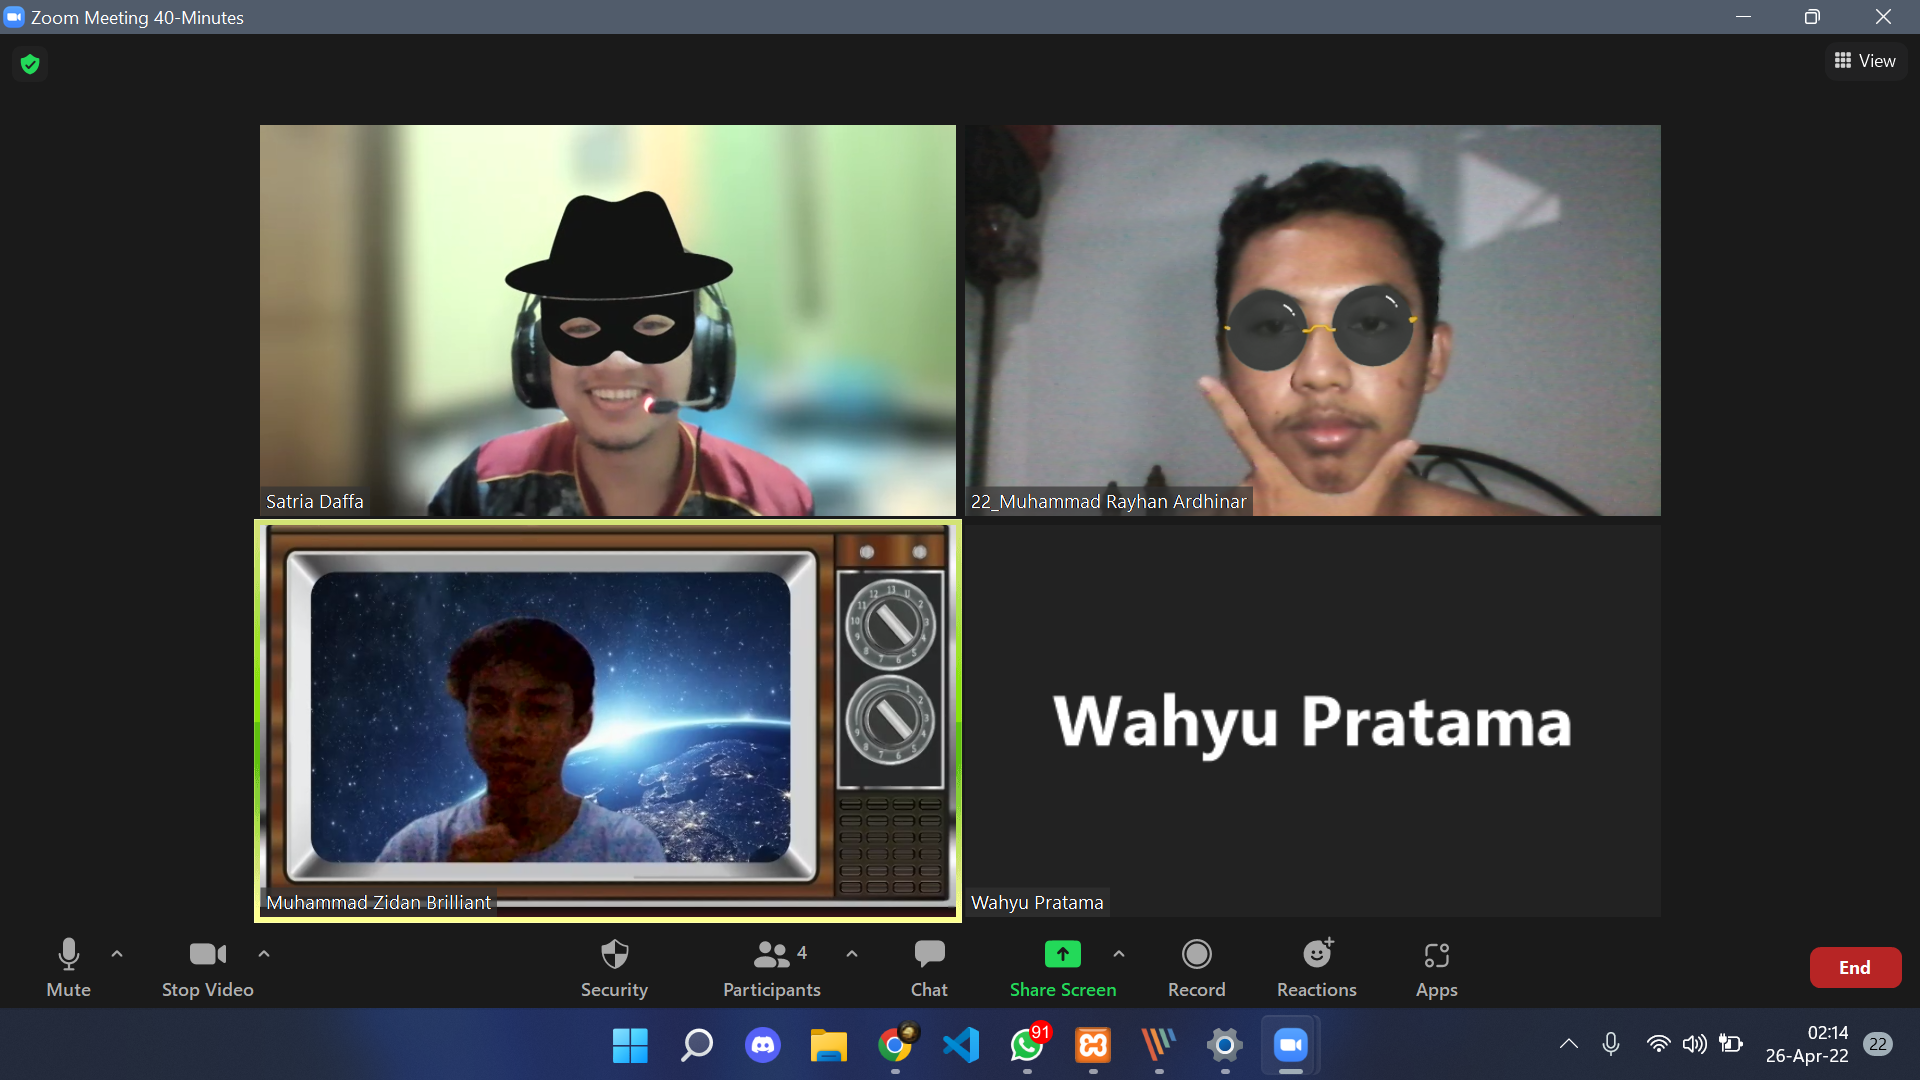 Zoom Meeting 40-Minutes
View
Satria Daffa
22_Muhammad Rayhan Ardhinar
Muhammad Zidan Brilliant
Wahyu Pratama
Wahyu Pratama
Mute
Stop Video
Security
4
Participants
Chat
Share Screen
Record
Reactions
Apps
End
91
02:14
26-Apr-22
22